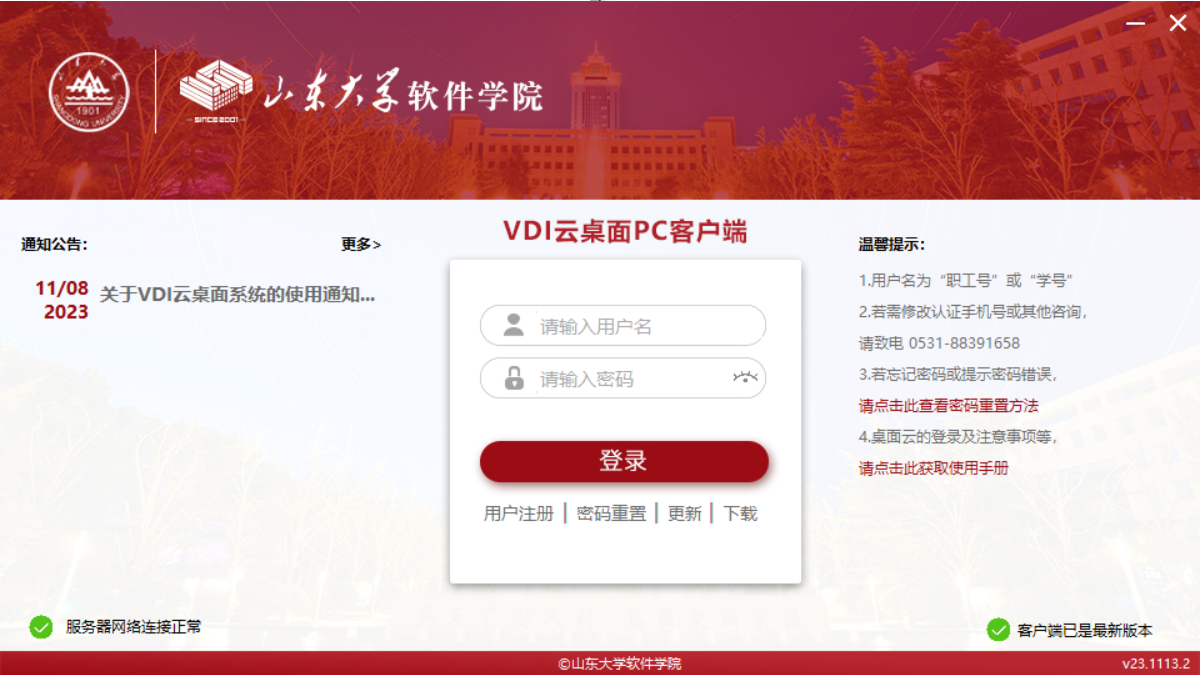 山东大学
SHANDONG UNIVERSITY
1901
SINCE 2001
山东大学软件学院
VDI云桌面PC客户端
通知公告：
更多>
11/08
2023
关于VDI云桌面系统的使用通知...
请输入用户名
请输入密码
登录
用户注册
密码重置
更新
下载
温馨提示：
1.用户名为“职工号”或“学号”
2.若需修改认证手机号或其他咨询，
请致电 0531-88391658
3.若忘记密码或提示密码错误，
请点击此查看密码重置方法
4.桌面云的登录及注意事项等，
请点击此获取使用手册
服务器网络连接正常
客户端已是最新版本
©山东大学软件学院
v23.1113.2